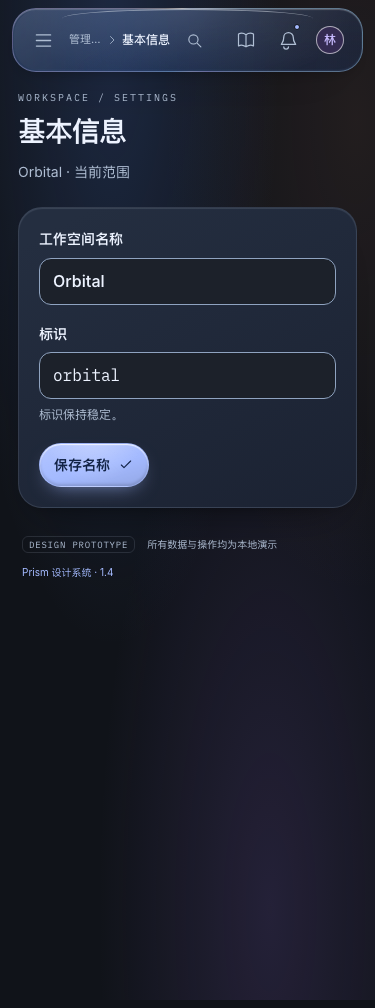 管理... 基本信息 林
WORKSPACE / SETTINGS
基本信息
Orbital · 当前范围
工作空间名称
Orbital
标识
orbital
标识保持稳定。
保存名称
DESIGN PROTOTYPE 所有数据与操作均为本地演示
Prism 设计系统 · 1.4